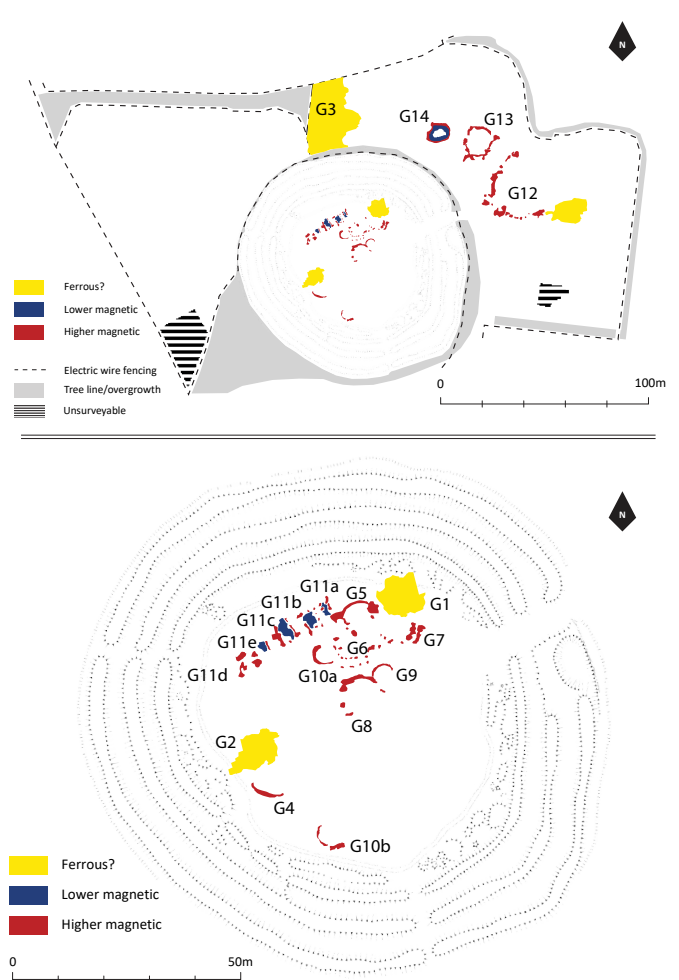 N
G3
G14
G13
G12
Ferrous?
Lower magnetic
Higher magnetic
Electric wire fencing
Tree line/overgrowth
Unsurveyable
0
100m
N
G11a
G5
G11b
G1
G11c
G7
G11e
G6
G11d
G10a
G9
G8
G2
G4
G10b
Ferrous?
Lower magnetic
Higher magnetic
0
50m